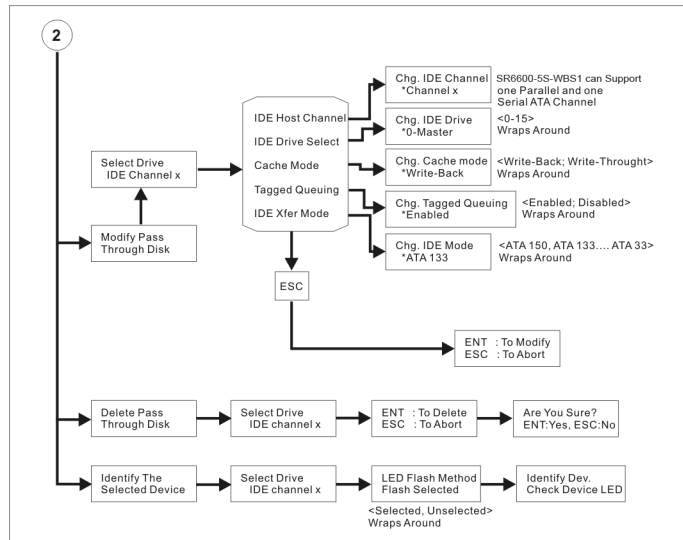 2
Chg. IDE Channel
*Channel x
SR6600-5S-WBS1 can Support
one Parallel and one
Serial ATA Channel
IDE Host Channel
IDE Drive Select
Cache Mode
Tagged Queuing
IDE Xfer Mode
Chg. IDE Drive
*0-Master
<0-15>
Wraps Around
Select Drive
IDE Channel x
Chg. Cache mode
*Write-Back
<Write-Back; Write-Throught>
Wraps Around
Chg. Tagged Queuing
*Enabled
<Enabled; Disabled>
Wraps Around
Modify Pass
Through Disk
Chg. IDE Mode
*ATA 133
<ATA 150, ATA 133.... ATA 33>
Wraps Around
ESC
ENT : To Modify
ESC : To Abort
Delete Pass
Through Disk
Select Drive
IDE channel x
ENT : To Delete
ESC : To Abort
Are You Sure?
ENT:Yes, ESC:No
Identify The
Selected Device
Select Drive
IDE channel x
LED Flash Method
Flash Selected
Identify Dev.
Check Device LED
<Selected, Unselected>
Wraps Around